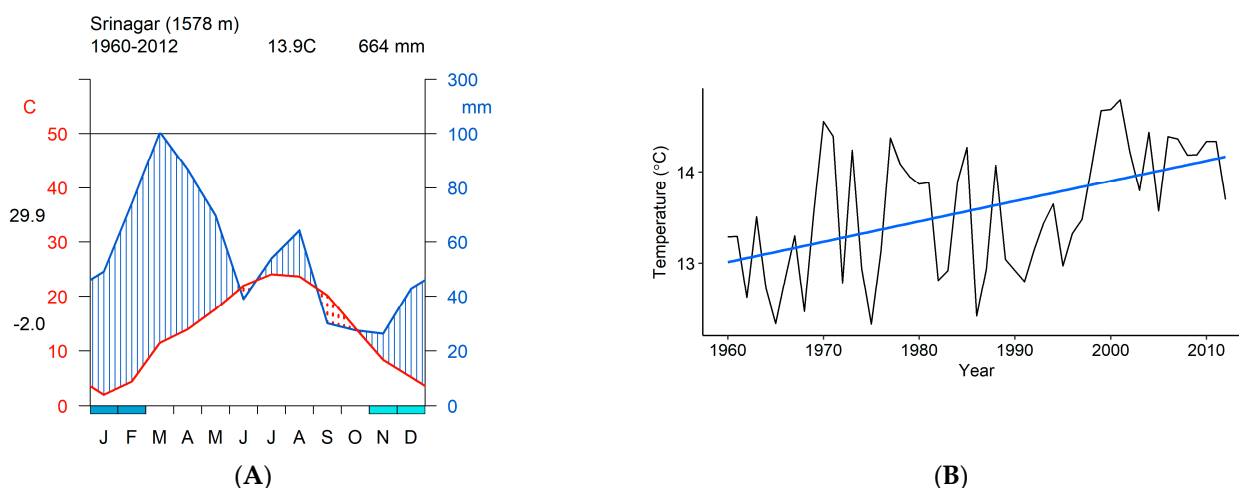 Srinagar (1578 m)
1960-2012 13.9C 664 mm
C
50
40
29.9
30
20
-2.0
10
0
300
mm
100
80
60
40
20
0
J F M A M J J A S O N D
(A)
Temperature (°C)
14
13
1960 1970 1980 1990 2000 2010
Year
(B)